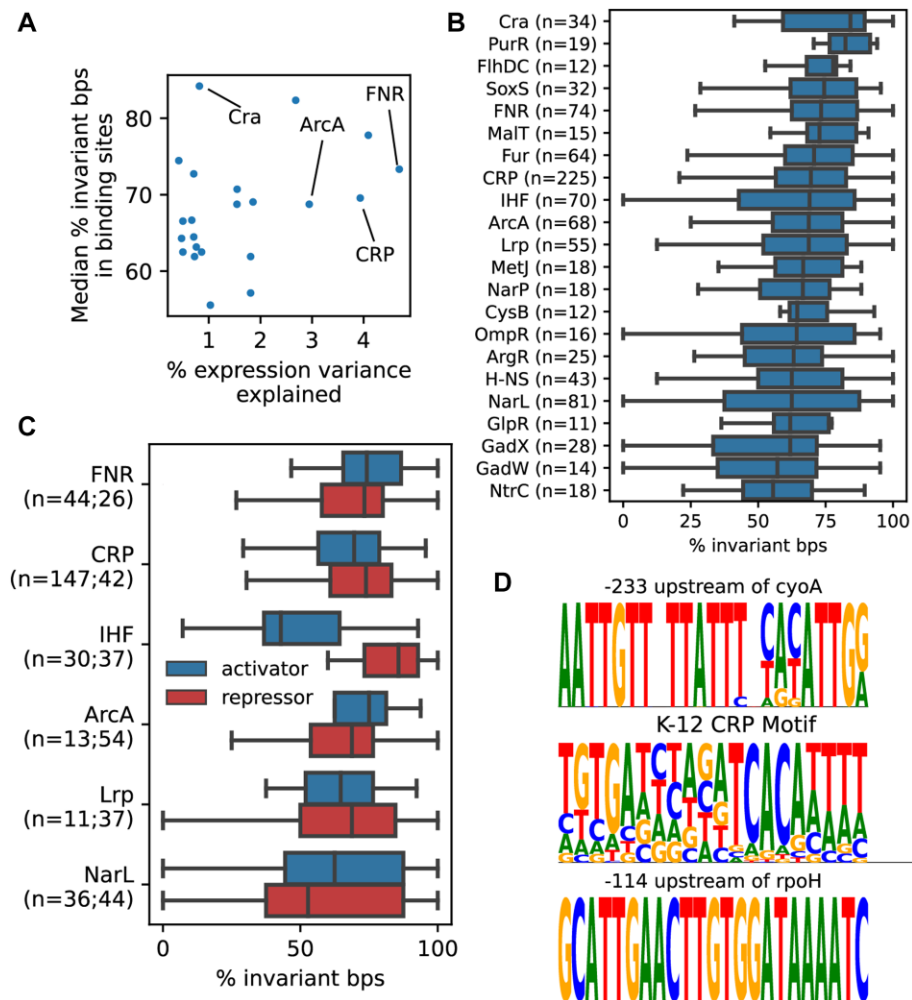 A
Median % invariant bps
in binding sites
80
70
60
Cra
ArcA
FNR
CRP
1 2 3 4
% expression variance
explained
B
Cra (n=34)
PurR (n=19)
FlhDC (n=12)
SoxS (n=32)
FNR (n=74)
MalT (n=15)
Fur (n=64)
CRP (n=225)
IHF (n=70)
ArcA (n=68)
Lrp (n=55)
MetJ (n=18)
NarP (n=18)
CysB (n=12)
OmpR (n=16)
ArgR (n=25)
H-NS (n=43)
NarL (n=81)
GlpR (n=11)
GadX (n=28)
GadW (n=14)
NtrC (n=18)
0 25 50 75 100
% invariant bps
C
FNR
(n=44;26)
CRP
(n=147;42)
IHF
(n=30;37)
ArcA
(n=13;54)
Lrp
(n=11;37)
NarL
(n=36;44)
activator
repressor
0 50 100
% invariant bps
D
-233 upstream of cyoA
AATTGTT TTATTT CACATTGG
K-12 CRP Motif
TGTGATCTAGATCACATTTT
-114 upstream of rpoH
GCATTGAACTTGTGGATAAAATC